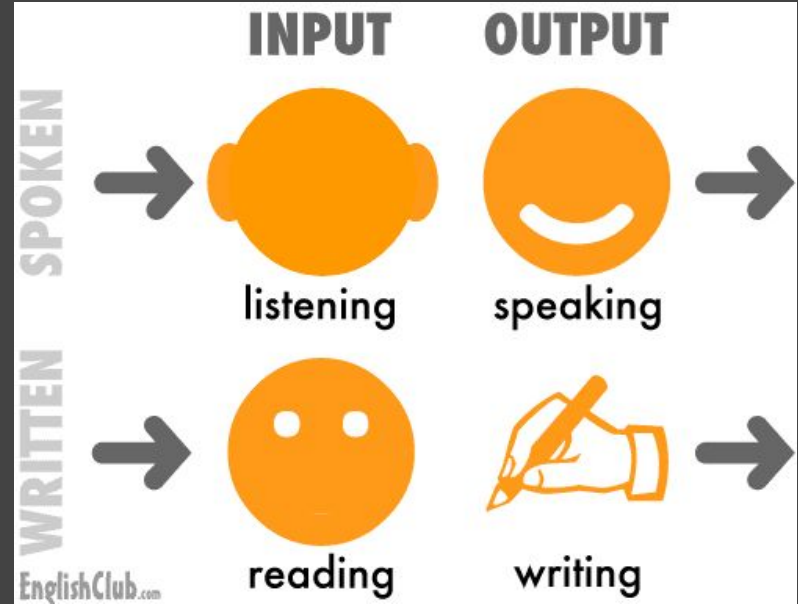 INPUT OUTPUT
SPOKEN
listening speaking
WRITTEN
reading writing
EnglishClub.com